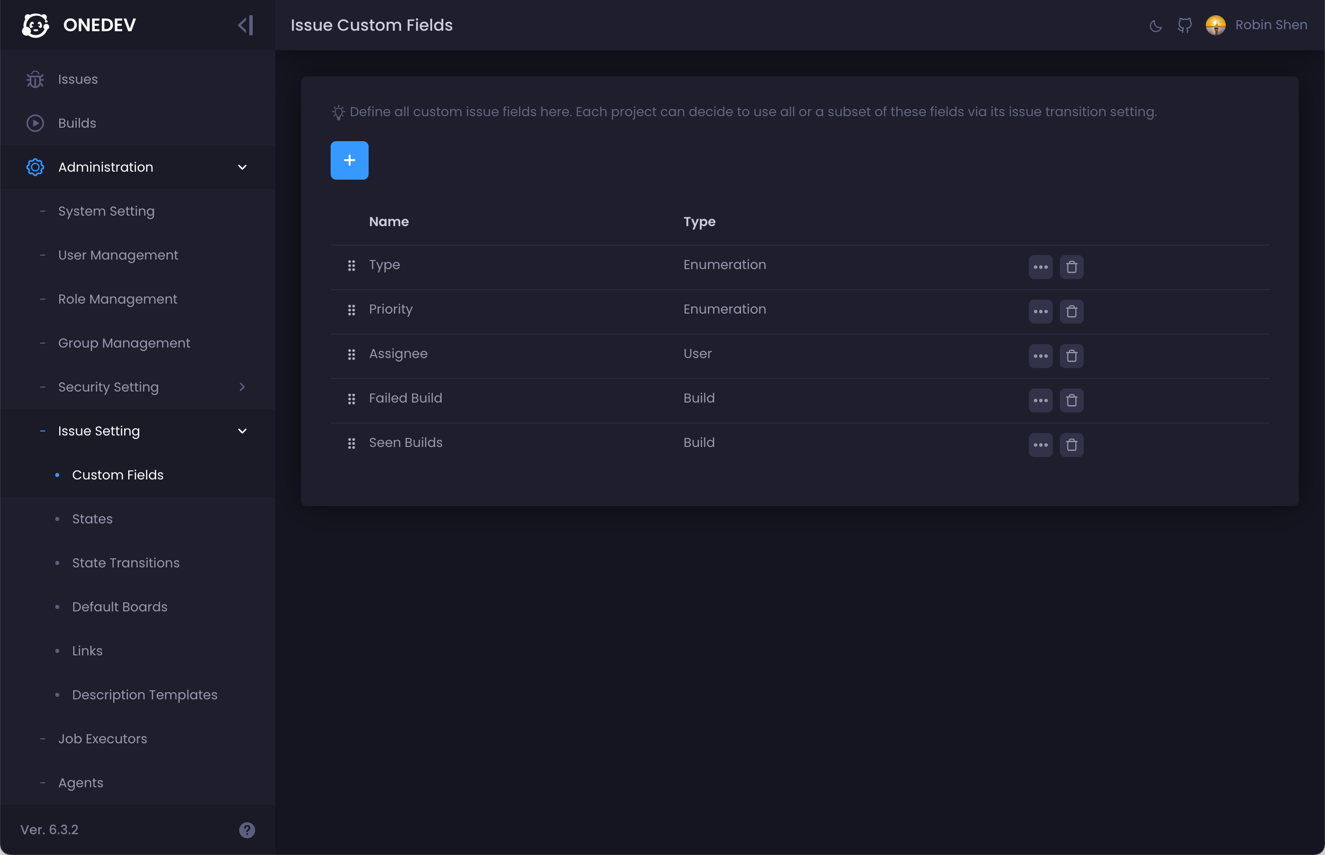 ONEDEV
Issue Custom Fields
Robin Shen
Issues
Builds
Administration
System Setting
User Management
Role Management
Group Management
Security Setting
Issue Setting
Custom Fields
States
State Transitions
Default Boards
Links
Description Templates
Job Executors
Agents
Ver. 6.3.2
?
Define all custom issue fields here. Each project can decide to use all or a subset of these fields via its issue transition setting.
+
Name Type
Type Enumeration
Priority Enumeration
Assignee User
Failed Build Build
Seen Builds Build